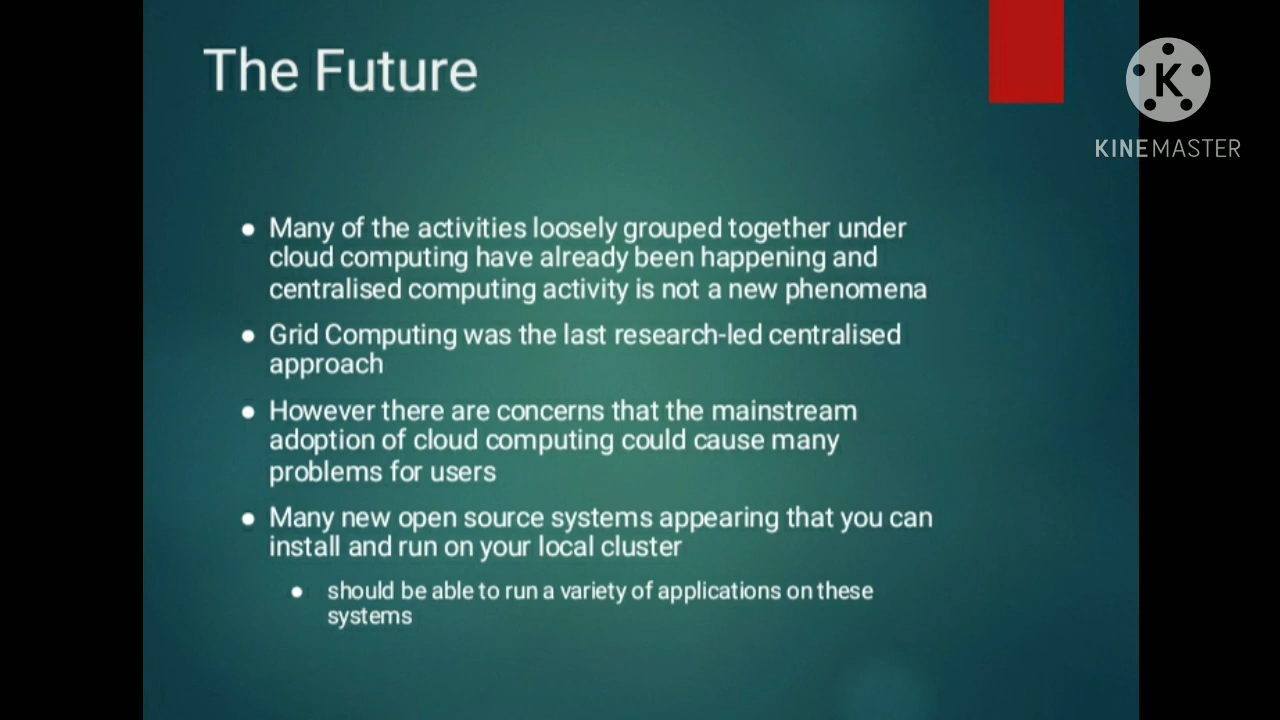 The Future
K
KINEMASTER
• Many of the activities loosely grouped together under
cloud computing have already been happening and
centralised computing activity is not a new phenomena
• Grid Computing was the last research-led centralised
approach
• However there are concerns that the mainstream
adoption of cloud computing could cause many
problems for users
• Many new open source systems appearing that you can
install and run on your local cluster
• should be able to run a variety of applications on these
systems